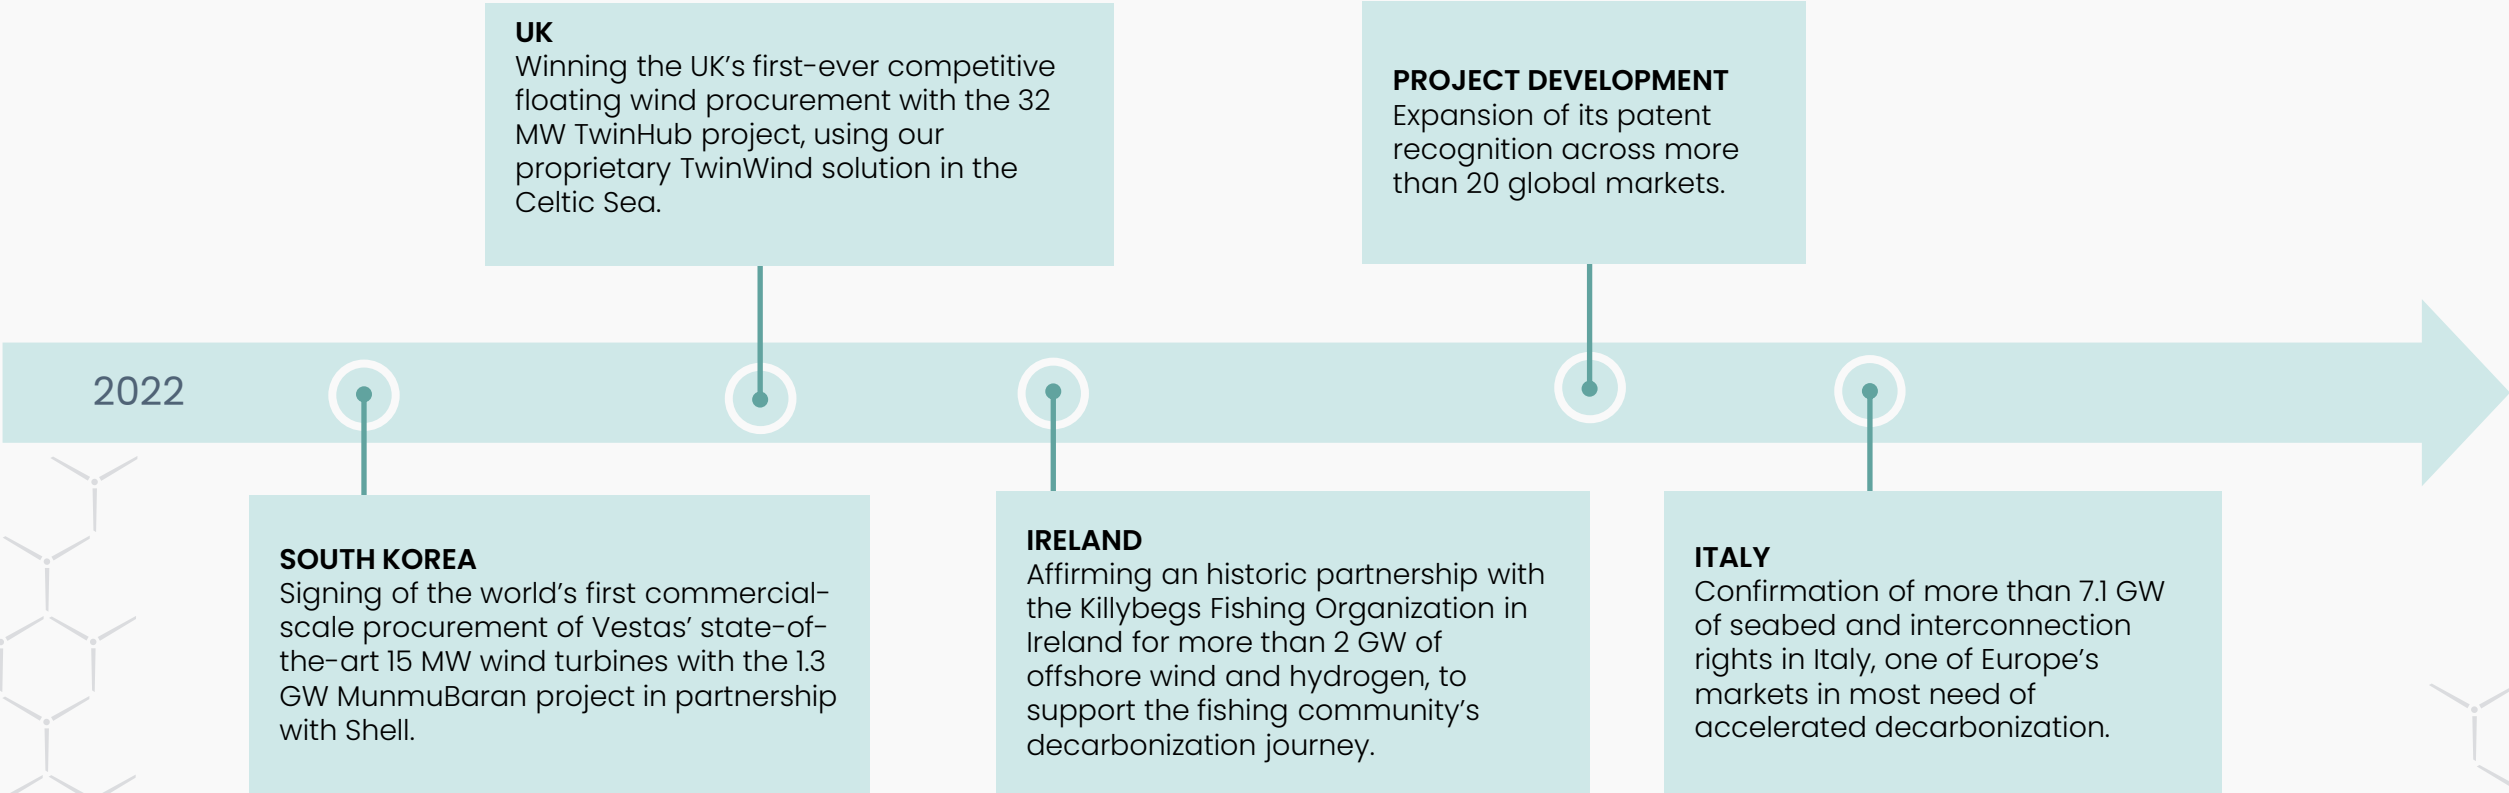 UK
Winning the UK’s first-ever competitive
floating wind procurement with the 32
MW TwinHub project, using our
proprietary TwinWind solution in the
Celtic Sea.
PROJECT DEVELOPMENT
Expansion of its patent
recognition across more
than 20 global markets.
2022
SOUTH KOREA
Signing of the world’s first commercial-
scale procurement of Vestas’ state-of-
the-art 15 MW wind turbines with the 1.3
GW MunmuBaran project in partnership
with Shell.
IRELAND
Affirming an historic partnership with
the Killybegs Fishing Organization in
Ireland for more than 2 GW of
offshore wind and hydrogen, to
support the fishing community’s
decarbonization journey.
ITALY
Confirmation of more than 7.1 GW
of seabed and interconnection
rights in Italy, one of Europe’s
markets in most need of
accelerated decarbonization.